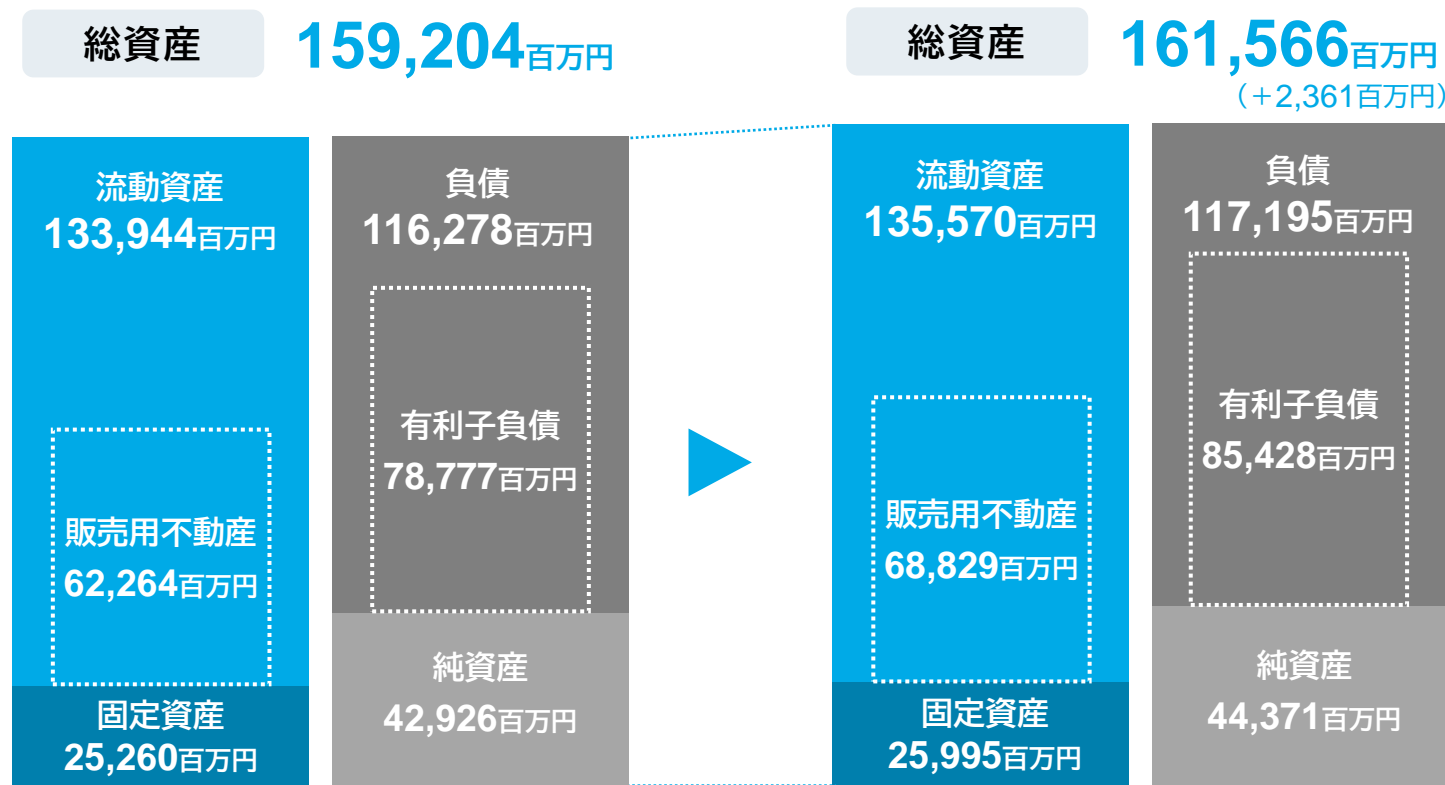 総資産 159,204百万円
流動資産
133,944百万円
販売用不動産
62,264百万円
固定資産
25,260百万円
負債
116,278百万円
有利子負債
78,777百万円
純資産
42,926百万円
総資産 161,566百万円
（＋2,361百万円）
流動資産
135,570百万円
販売用不動産
68,829百万円
固定資産
25,995百万円
負債
117,195百万円
有利子負債
85,428百万円
純資産
44,371百万円